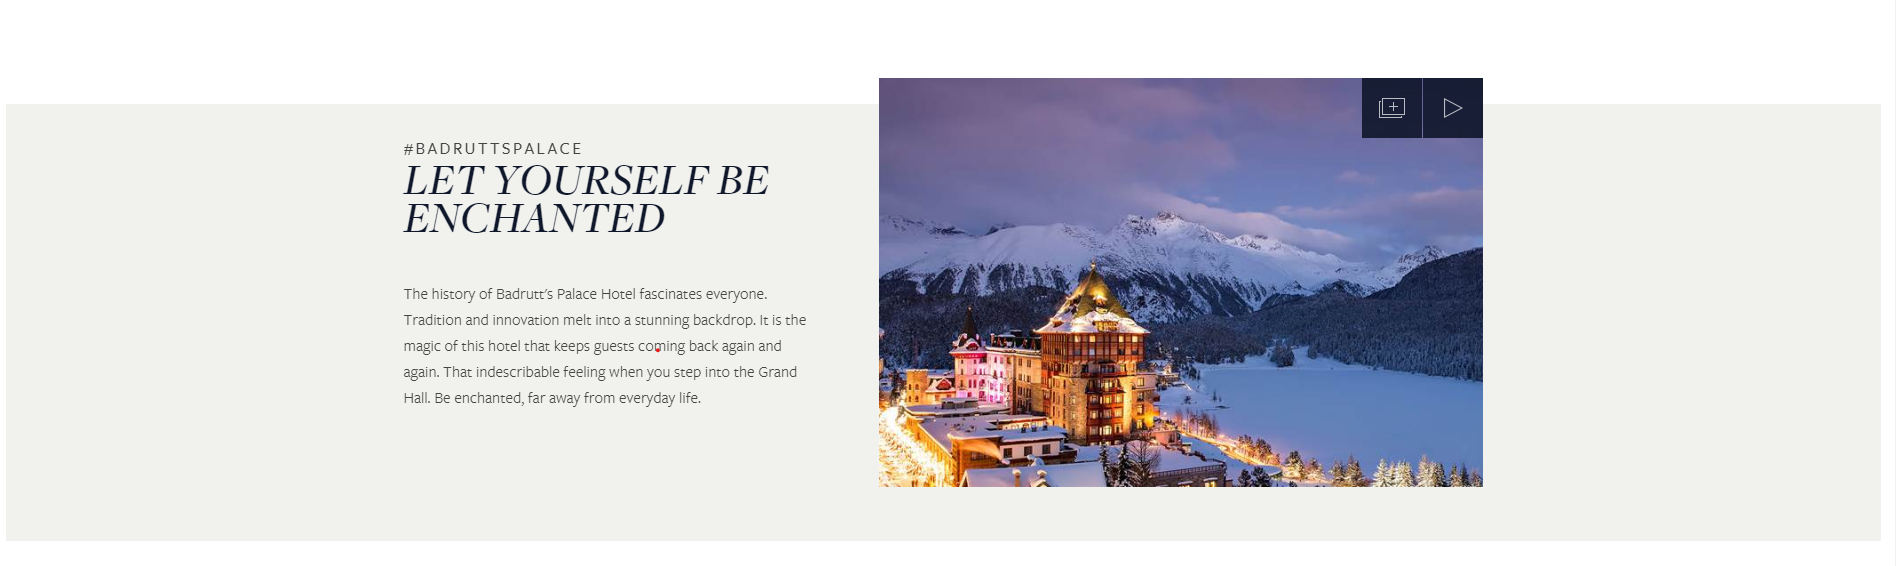 #BADRUTTSPALACE
LET YOURSELF BE
ENCHANTED
The history of Badrutt's Palace Hotel fascinates everyone.
Tradition and innovation melt into a stunning backdrop. It is the
magic of this hotel that keeps guests coming back again and
again. That indescribable feeling when you step into the Grand
Hall. Be enchanted, far away from everyday life.